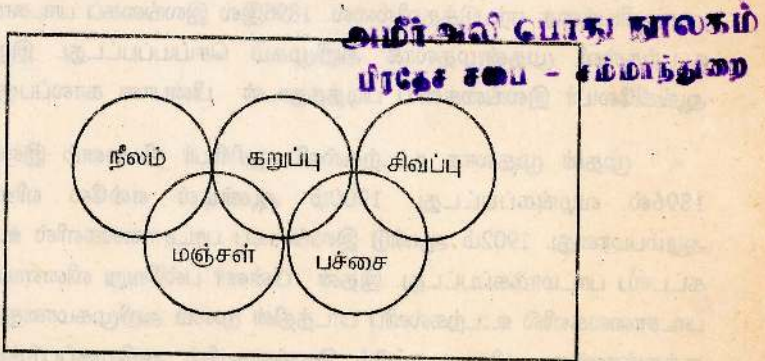 அமீர் அலி பொது நூலகம்
பிரதேச சபை - சம்மாந்துறை
நீலம் கறுப்பு சிவப்பு
மஞ்சள் பச்சை